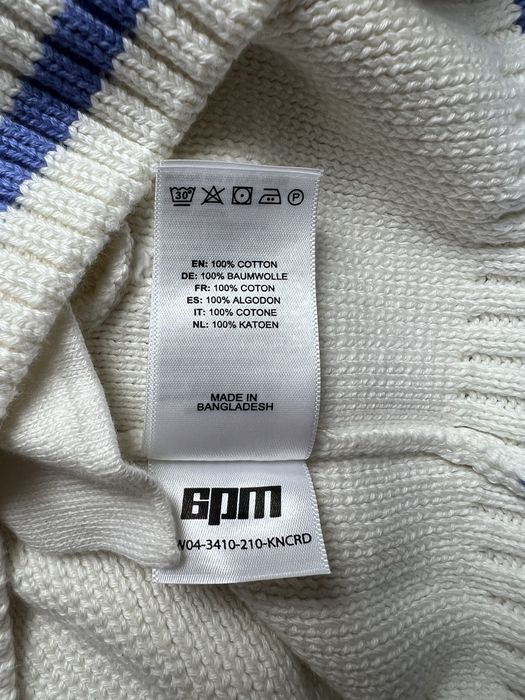 30°
P
EN: 100% COTTON
DE: 100% BAUMWOLLE
FR: 100% COTON
ES: 100% ALGODON
IT: 100% COTONE
NL: 100% KATOEN
MADE IN
BANGLADESH
6pm
W04-3410-210-KNCRD